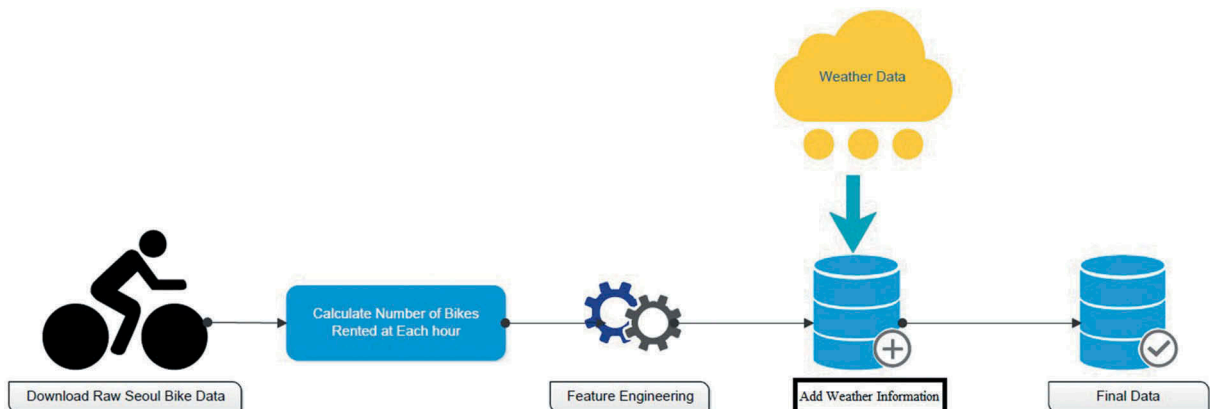 Weather Data
Calculate Number of Bikes
Rented at Each hour
Download Raw Seoul Bike Data
Feature Engineering
Add Weather Information
Final Data